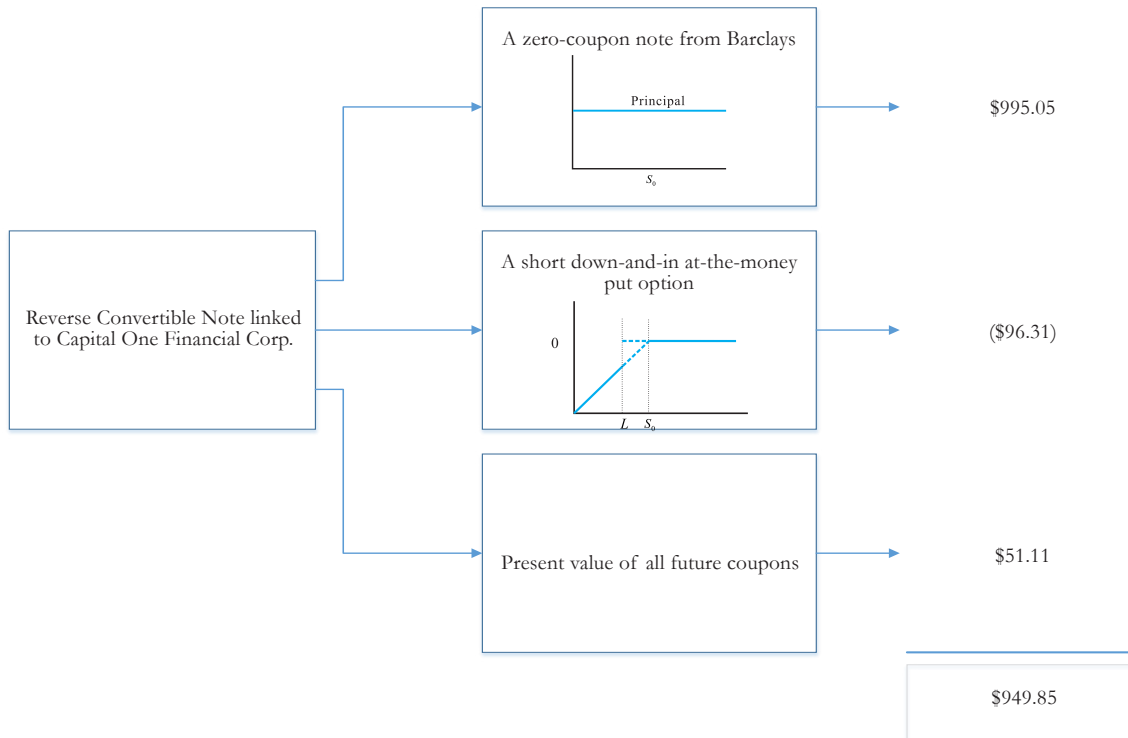 A zero-coupon note from Barclays
Principal
S₀
$995.05
Reverse Convertible Note linked
to Capital One Financial Corp.
A short down-and-in at-the-money
put option
0
L S₀
($96.31)
Present value of all future coupons
$51.11
$949.85